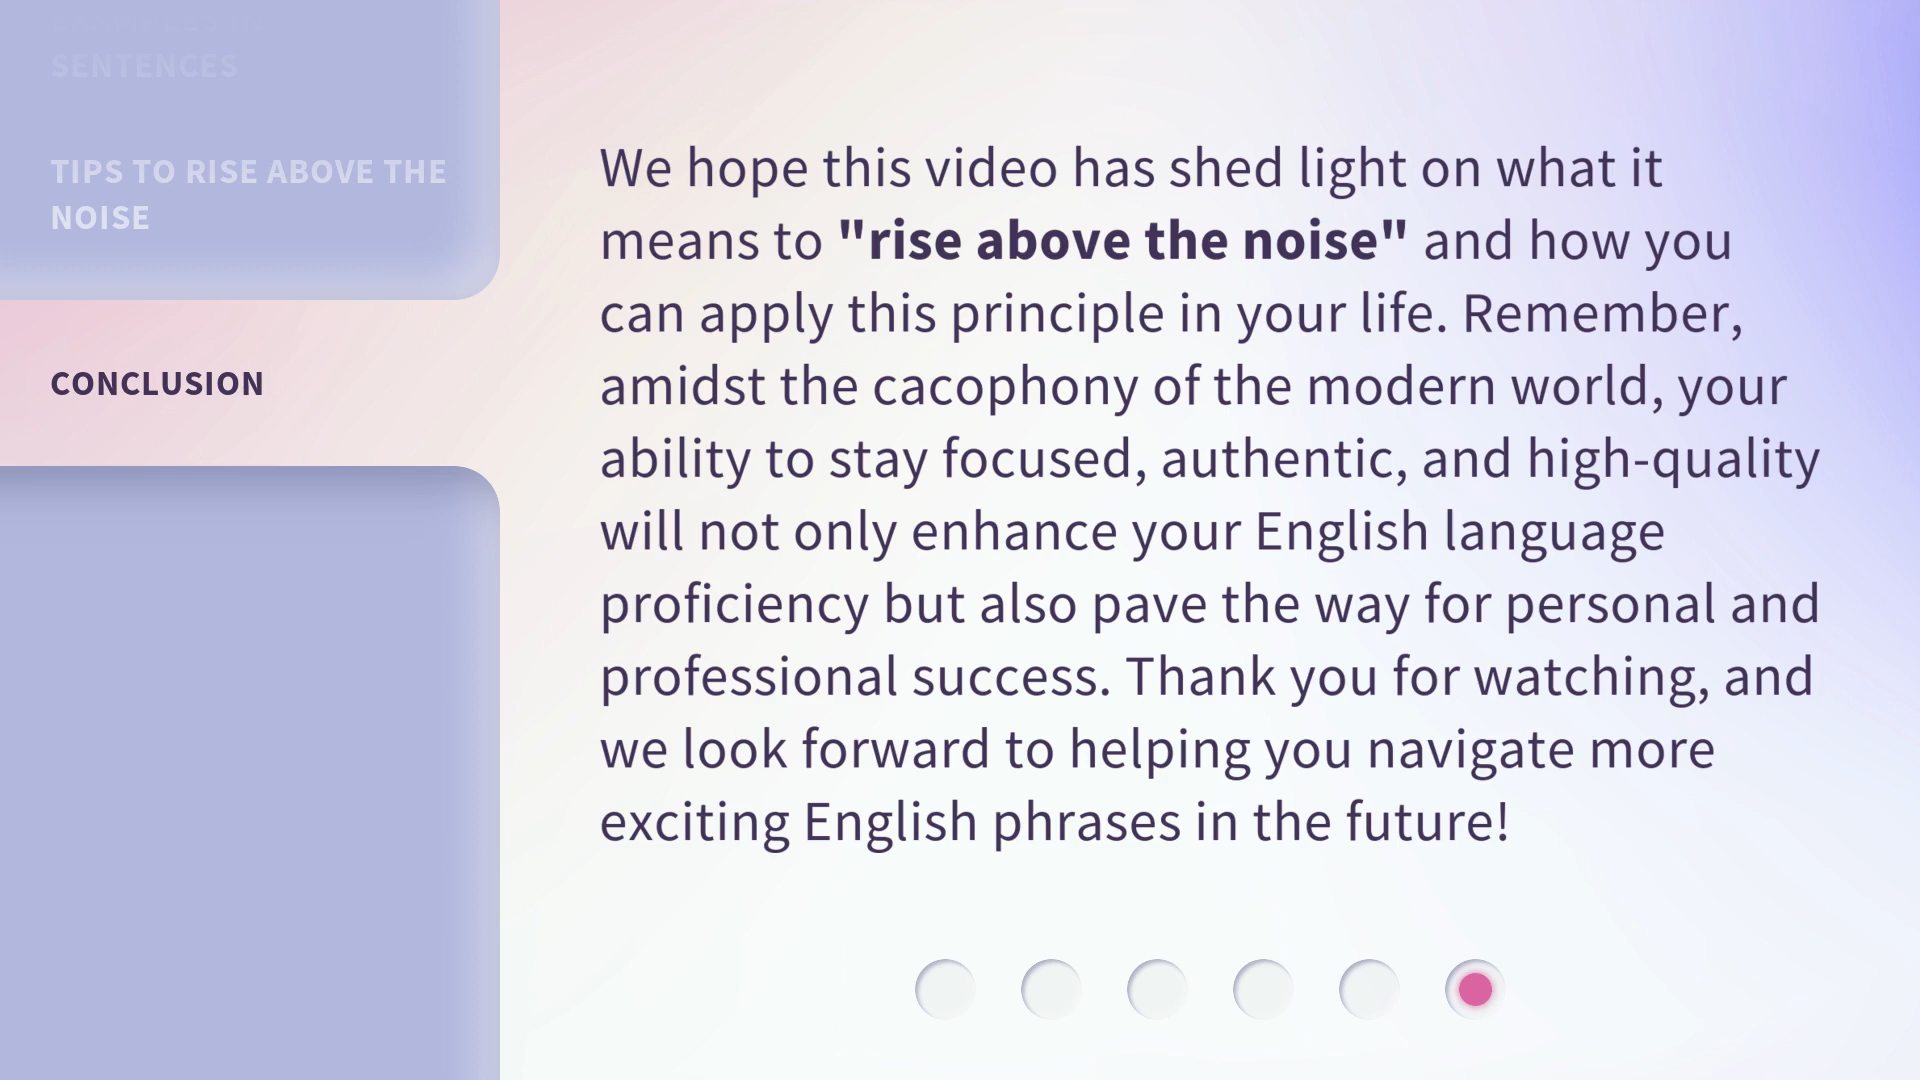 SENTENCES
TIPS TO RISE ABOVE THE
NOISE
CONCLUSION
We hope this video has shed light on what it
means to "rise above the noise" and how you
can apply this principle in your life. Remember,
amidst the cacophony of the modern world, your
ability to stay focused, authentic, and high-quality
will not only enhance your English language
proficiency but also pave the way for personal and
professional success. Thank you for watching, and
we look forward to helping you navigate more
exciting English phrases in the future!